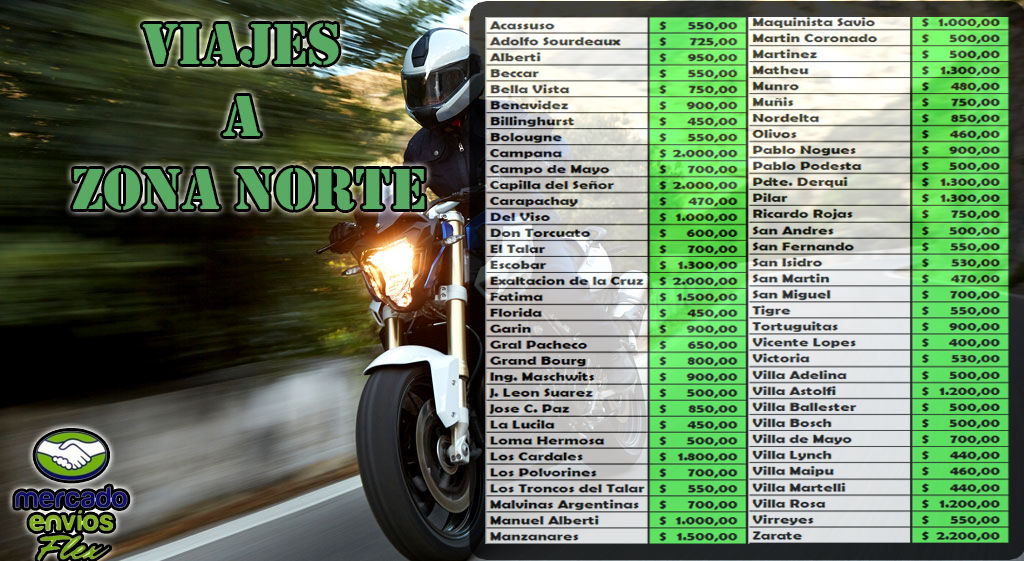 VIAJES
A
ZONA NORTE
Acassuso $ 550,00
Adolfo Sourdeaux $ 725,00
Alberti $ 950,00
Beccar $ 550,00
Bella Vista $ 750,00
Benavidez $ 900,00
Billinghurst $ 450,00
Bolougne $ 550,00
Campana $ 2.000,00
Campo de Mayo $ 700,00
Capilla del Señor $ 2.000,00
Carapachay $ 470,00
Del Viso $ 1.000,00
Don Torcuato $ 600,00
El Talar $ 700,00
Escobar $ 1.300,00
Exaltacion de la Cruz $ 2.000,00
Fatima $ 1.500,00
Florida $ 450,00
Garin $ 900,00
Gral Pacheco $ 650,00
Grand Bourg $ 800,00
Ing. Maschwits $ 900,00
J. Leon Suarez $ 500,00
Jose C. Paz $ 850,00
La Lucila $ 450,00
Loma Hermosa $ 500,00
Los Cardales $ 1.800,00
Los Polvorines $ 700,00
Los Troncos del Talar $ 550,00
Malvinas Argentinas $ 700,00
Manuel Alberti $ 1.000,00
Manzanares $ 1.500,00
Maquinista Savio $ 1.000,00
Martin Coronado $ 500,00
Martinez $ 500,00
Matheu $ 1.300,00
Munro $ 480,00
Muñis $ 750,00
Nordelta $ 850,00
Olivos $ 460,00
Pablo Nogues $ 900,00
Pablo Podesta $ 500,00
Pdte. Derqui $ 1.300,00
Pilar $ 1.300,00
Ricardo Rojas $ 750,00
San Andres $ 500,00
San Fernando $ 550,00
San Isidro $ 530,00
San Martin $ 470,00
San Miguel $ 700,00
Tigre $ 550,00
Tortuguitas $ 900,00
Vicente Lopes $ 400,00
Victoria $ 530,00
Villa Adelina $ 500,00
Villa Astolfi $ 1.200,00
Villa Ballester $ 500,00
Villa Bosch $ 500,00
Villa de Mayo $ 700,00
Villa Lynch $ 440,00
Villa Maipu $ 460,00
Villa Martelli $ 440,00
Villa Rosa $ 1.200,00
Virreyes $ 550,00
Zarate $ 2.200,00
mercado
envios
Flex